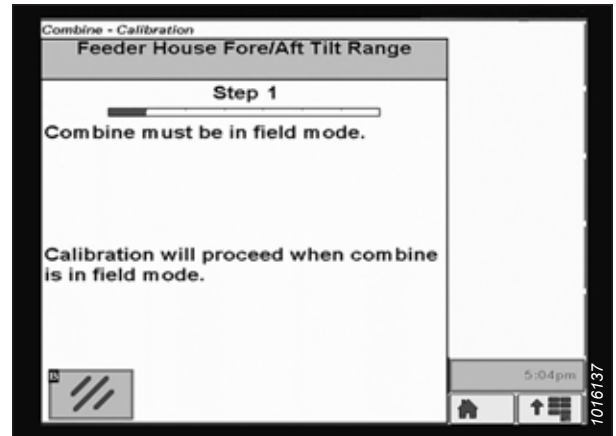 Combine - Calibration
Feeder House Fore/Aft Tilt Range
Step 1
Combine must be in field mode.
Calibration will proceed when combine
is in field mode.
5:04pm
1016137